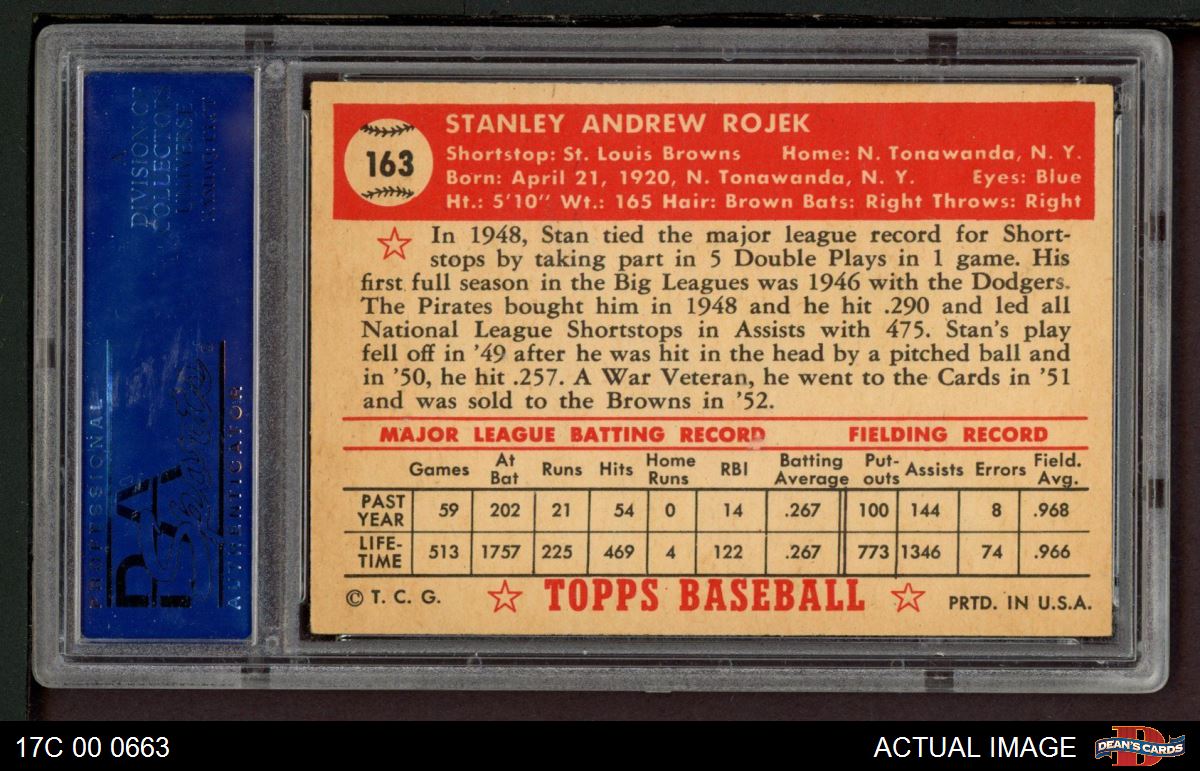 A
DIVISION OF
COLLECTORS
UNIVERSE
NASDAQ: CLCT
PROFESSIONAL
PSA
AUTHENTICATOR
163
STANLEY ANDREW ROJEK
Shortstop: St. Louis Browns Home: N. Tonawanda, N. Y.
Born: April 21, 1920, N. Tonawanda, N. Y. Eyes: Blue
Ht.: 5'10" Wt.: 165 Hair: Brown Bats: Right Throws: Right
In 1948, Stan tied the major league record for Short-
stops by taking part in 5 Double Plays in 1 game. His
first full season in the Big Leagues was 1946 with the Dodgers.
The Pirates bought him in 1948 and he hit .290 and led all
National League Shortstops in Assists with 475. Stan's play
fell off in '49 after he was hit in the head by a pitched ball and
in '50, he hit .257. A War Veteran, he went to the Cards in '51
and was sold to the Browns in '52.
MAJOR LEAGUE BATTING RECORD FIELDING RECORD
Games At Bat Runs Hits Home Runs RBI Batting Average Put-outs Assists Errors Field. Avg.
PAST YEAR 59 202 21 54 0 14 .267 100 144 8 .968
LIFE-TIME 513 1757 225 469 4 122 .267 773 1346 74 .966
© T. C. G. TOPPS BASEBALL PRTD. IN U.S.A.
17C 00 0663 ACTUAL IMAGE DEAN'S CARDS